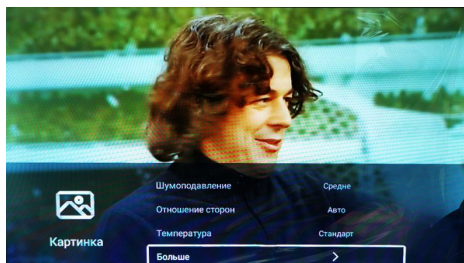 Шумоподавление Средне
Отношение сторон Авто
Температура Стандарт
Картинка
Больше